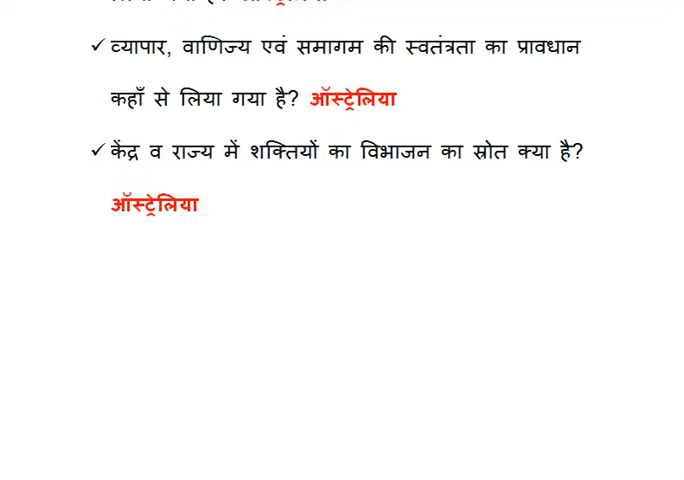 ✓ व्यापार, वाणिज्य एवं समागम की स्वतंत्रता का प्रावधान
कहाँ से लिया गया है? ऑस्ट्रेलिया
✓ केंद्र व राज्य में शक्तियों का विभाजन का स्रोत क्या है?
ऑस्ट्रेलिया